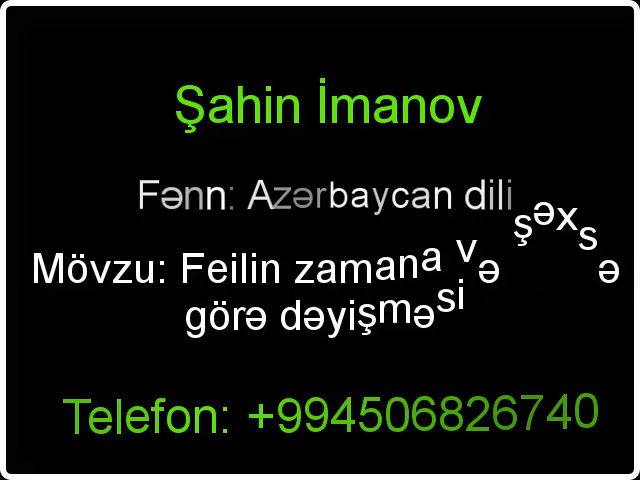 Şahin İmanov
Fənn: Azərbaycan dili
Mövzu: Feilin zamana və şəxsə
görə dəyişməsi
Telefon: +994506826740